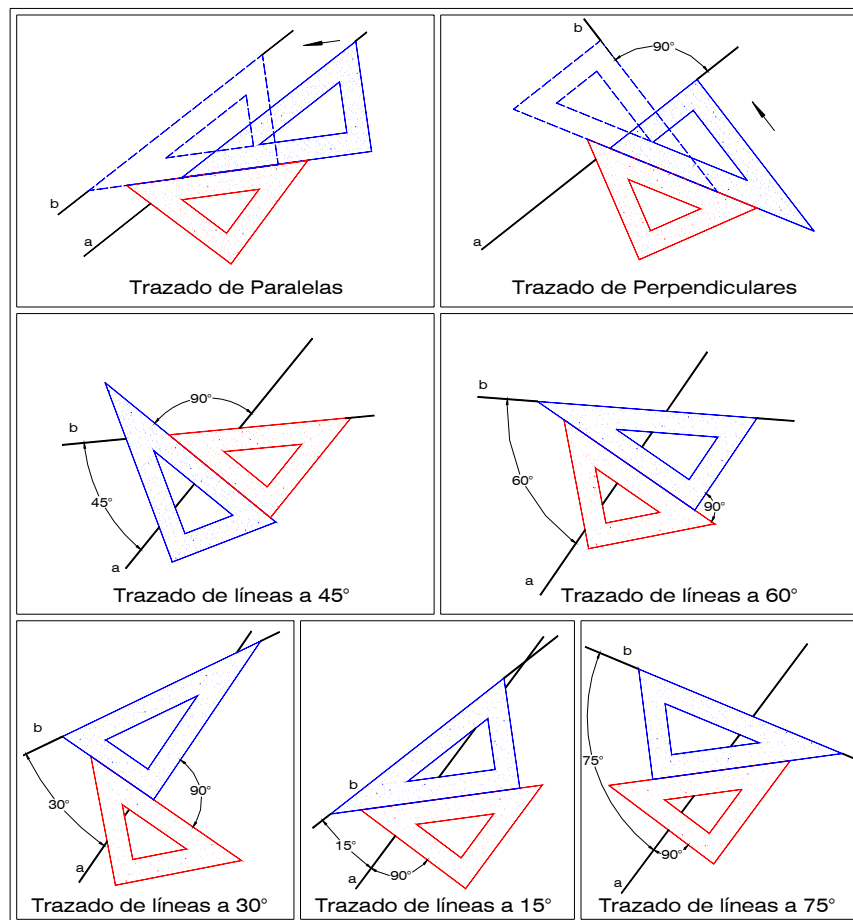 b
a
Trazado de Paralelas
b
90°
a
Trazado de Perpendiculares
90°
b
45°
a
Trazado de líneas a 45°
b
60°
90°
a
Trazado de líneas a 60°
b
30°
90°
a
Trazado de líneas a 30°
b
15°
90°
a
Trazado de líneas a 15°
b
75°
90°
a
Trazado de líneas a 75°